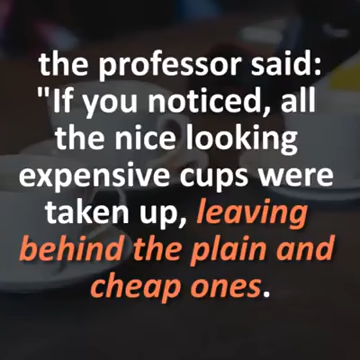 the professor said:
"If you noticed, all
the nice looking
expensive cups were
taken up, leaving
behind the plain and
cheap ones.